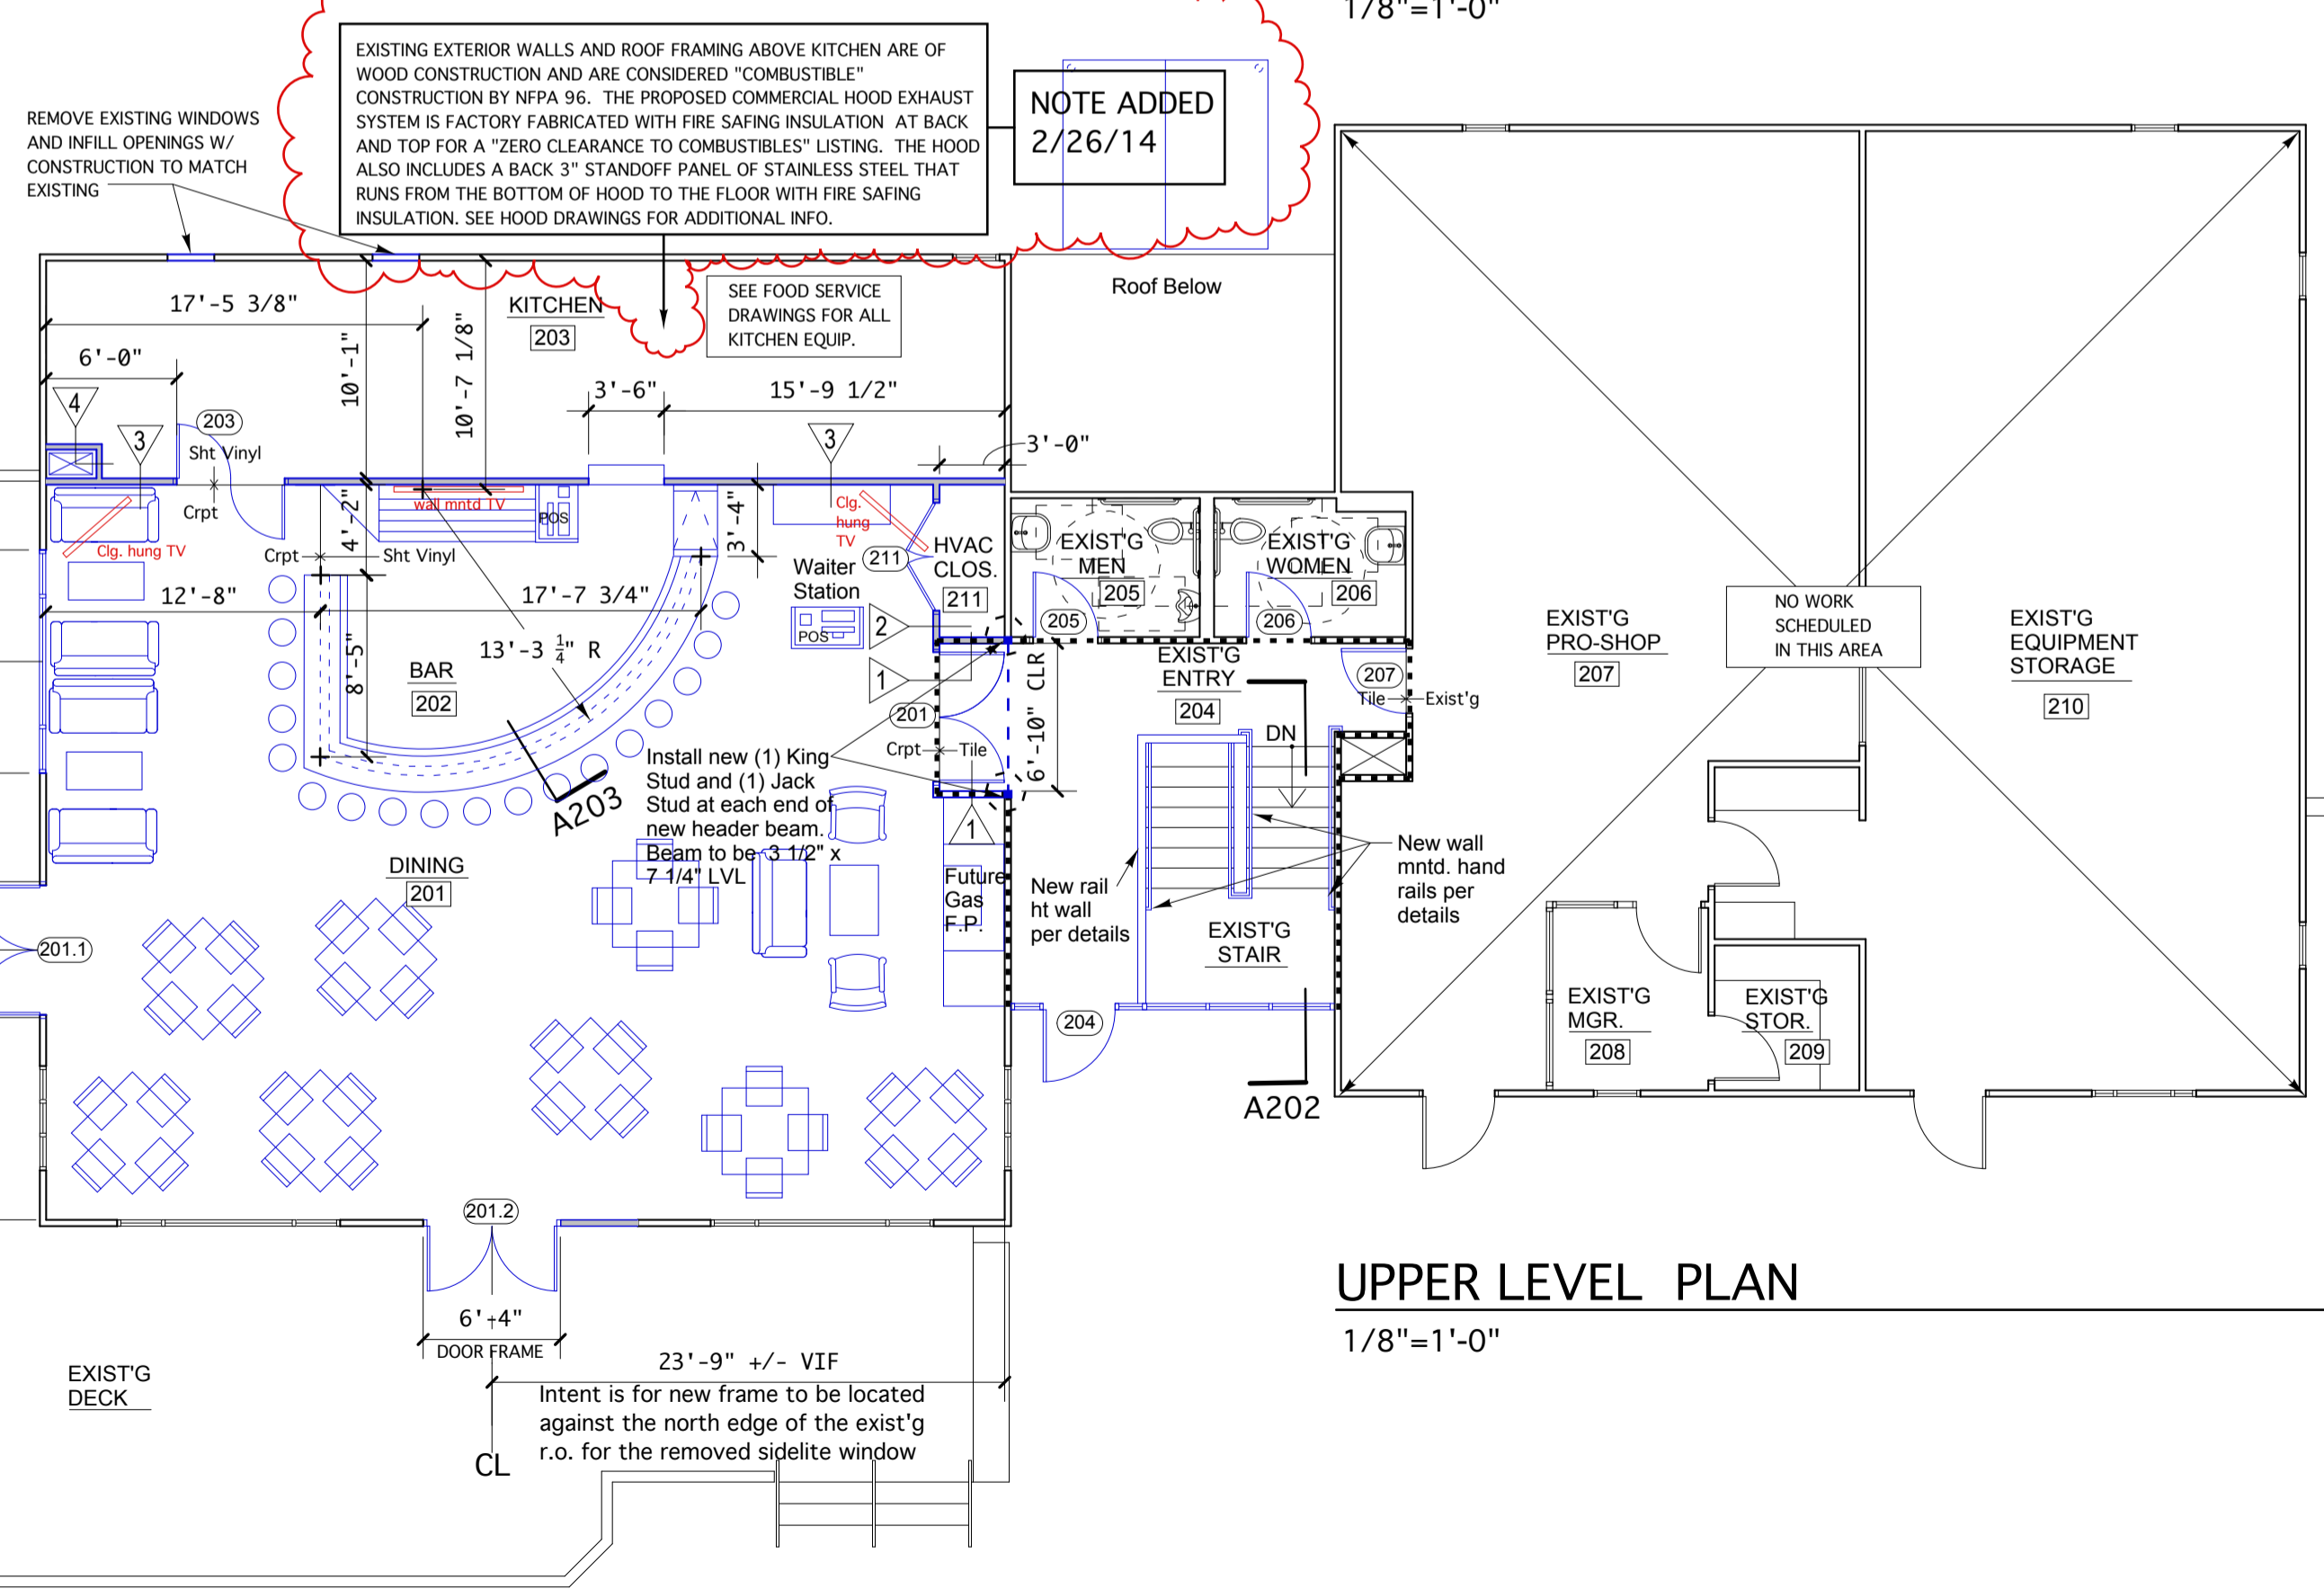 1/8"=1'-0"
EXISTING EXTERIOR WALLS AND ROOF FRAMING ABOVE KITCHEN ARE OF
WOOD CONSTRUCTION AND ARE CONSIDERED "COMBUSTIBLE"
CONSTRUCTION BY NFPA 96. THE PROPOSED COMMERCIAL HOOD EXHAUST
SYSTEM IS FACTORY FABRICATED WITH FIRE SAFING INSULATION AT BACK
AND TOP FOR A "ZERO CLEARANCE TO COMBUSTIBLES" LISTING. THE HOOD
ALSO INCLUDES A BACK 3" STANDOFF PANEL OF STAINLESS STEEL THAT
RUNS FROM THE BOTTOM OF HOOD TO THE FLOOR WITH FIRE SAFING
INSULATION. SEE HOOD DRAWINGS FOR ADDITIONAL INFO.
NOTE ADDED
2/26/14
REMOVE EXISTING WINDOWS
AND INFILL OPENINGS W/
CONSTRUCTION TO MATCH
EXISTING
17'-5 3/8"
KITCHEN
203
SEE FOOD SERVICE
DRAWINGS FOR ALL
KITCHEN EQUIP.
Roof Below
6'-0"
10'-1"
10'-7 1/8"
3'-6"
15'-9 1/2"
3'-0"
4
3
203
Sht Vinyl
Crpt
3
Clg. hung TV
wall mntd TV
POS
4'-2"
Crpt
Sht Vinyl
3'-4"
Clg.
hung
TV
Waiter
Station
POS
211
HVAC
CLOS.
211
EXIST'G
MEN
205
205
EXIST'G
WOMEN
206
206
12'-8"
17'-7 3/4"
13'-3 1/4" R
8'-5"
BAR
202
2
1
201
Crpt
Tile
6'-10" CLR
EXIST'G
ENTRY
204
207
Tile
Exist'g
DN
Install new (1) King
Stud and (1) Jack
Stud at each end of
new header beam.
Beam to be 3 1/2" x
7 1/4" LVL
A203
1
Future
Gas
F.P.
New rail
ht wall
per details
New wall
mntd. hand
rails per
details
EXIST'G
STAIR
204
A202
EXIST'G
PRO-SHOP
207
NO WORK
SCHEDULED
IN THIS AREA
EXIST'G
EQUIPMENT
STORAGE
210
EXIST'G
MGR.
208
EXIST'G
STOR.
209
DINING
201
201.1
201.2
6'-4"
DOOR FRAME
23'-9" +/- VIF
Intent is for new frame to be located
against the north edge of the exist'g
r.o. for the removed sidelite window
CL
EXIST'G
DECK
UPPER LEVEL PLAN
1/8"=1'-0"